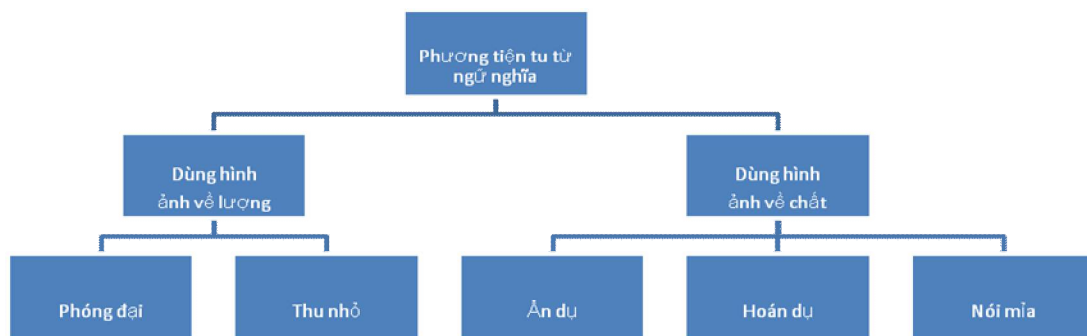 Phương tiện tu từ
ngữ nghĩa
Dùng hình
ảnh về lượng
Dùng hình
ảnh về chất
Phóng đại
Thu nhỏ
Ẩn dụ
Hoán dụ
Nói mỉa